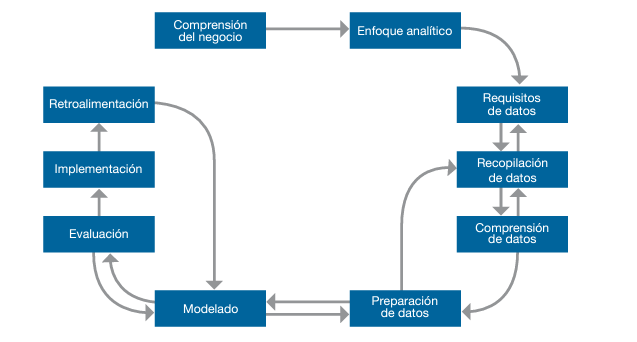 Comprensión
del negocio
Enfoque analítico
Retroalimentación
Requisitos
de datos
Implementación
Recopilación
de datos
Evaluación
Comprensión
de datos
Modelado
Preparación
de datos